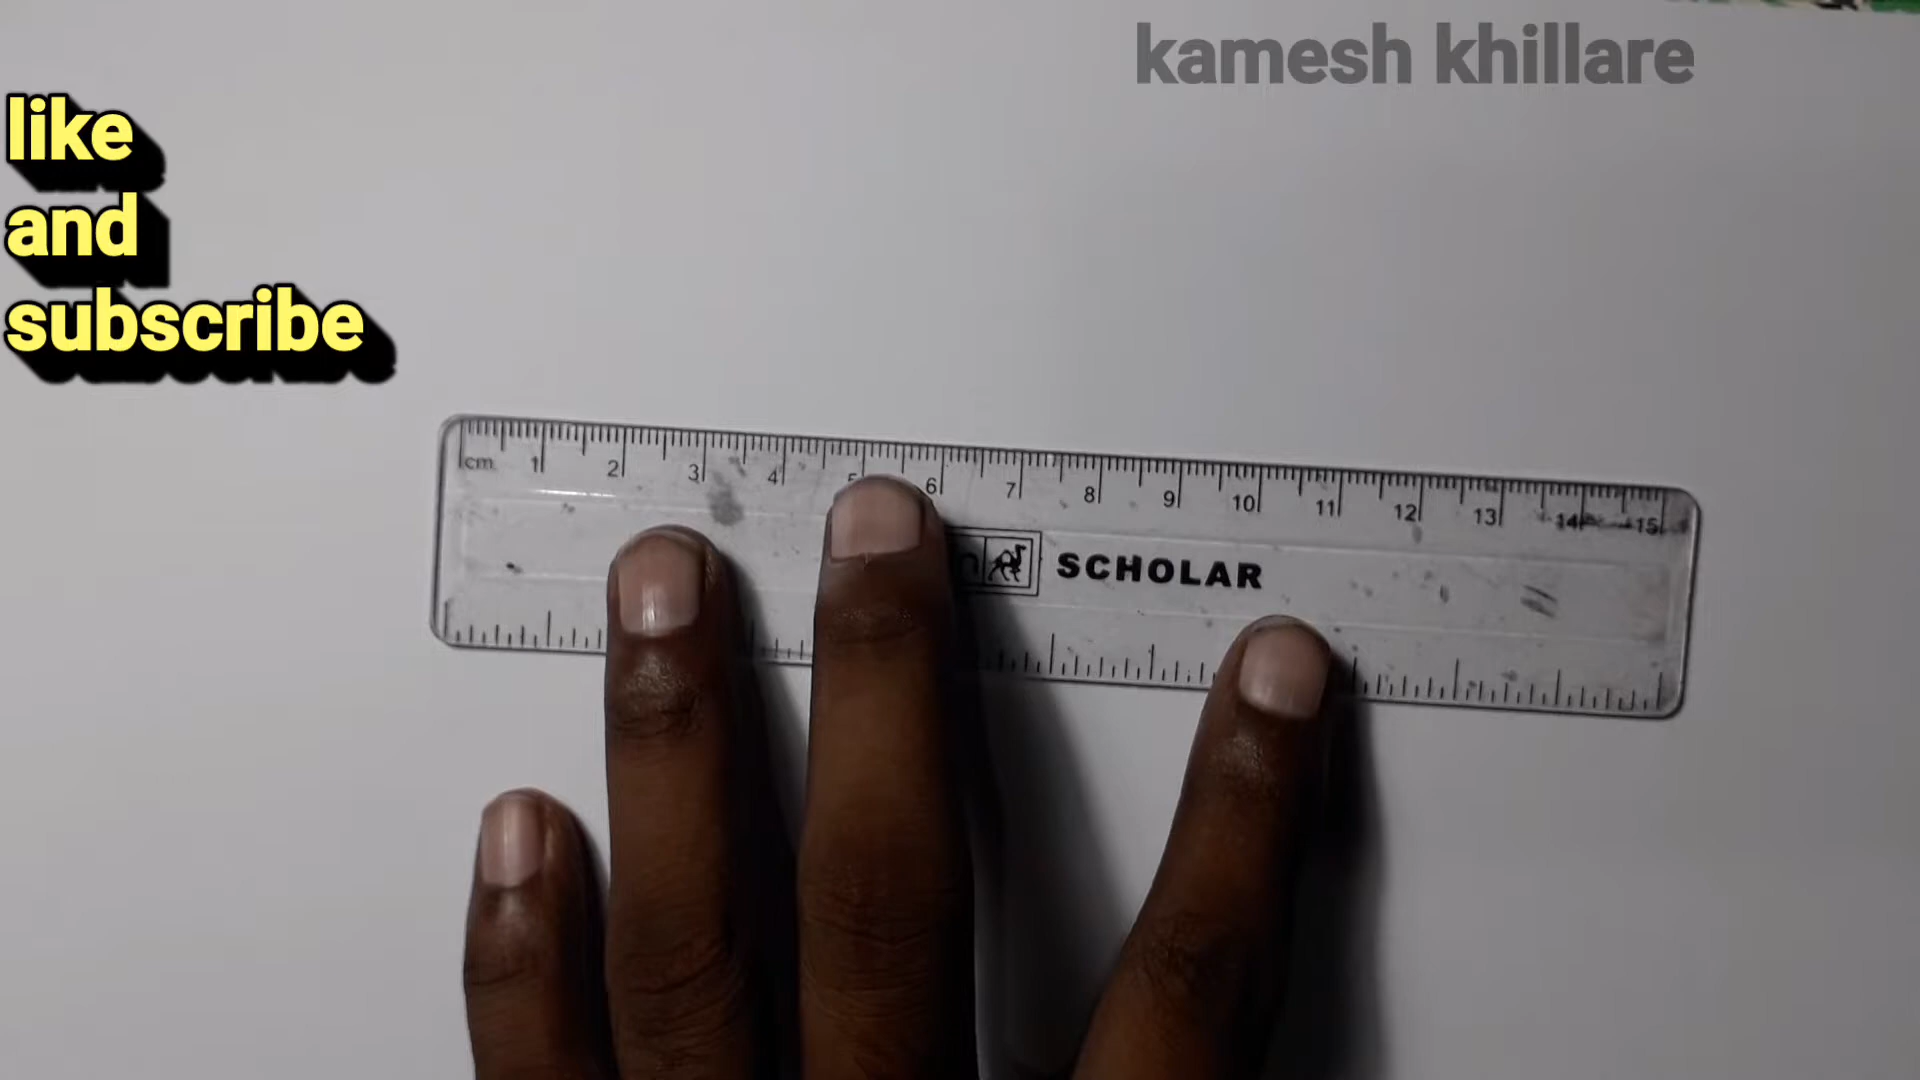 kamesh khillare
like
and
subscribe
cm 1 2 3 4 5 6 7 8 9 10 11 12 13 14 15
SCHOLAR